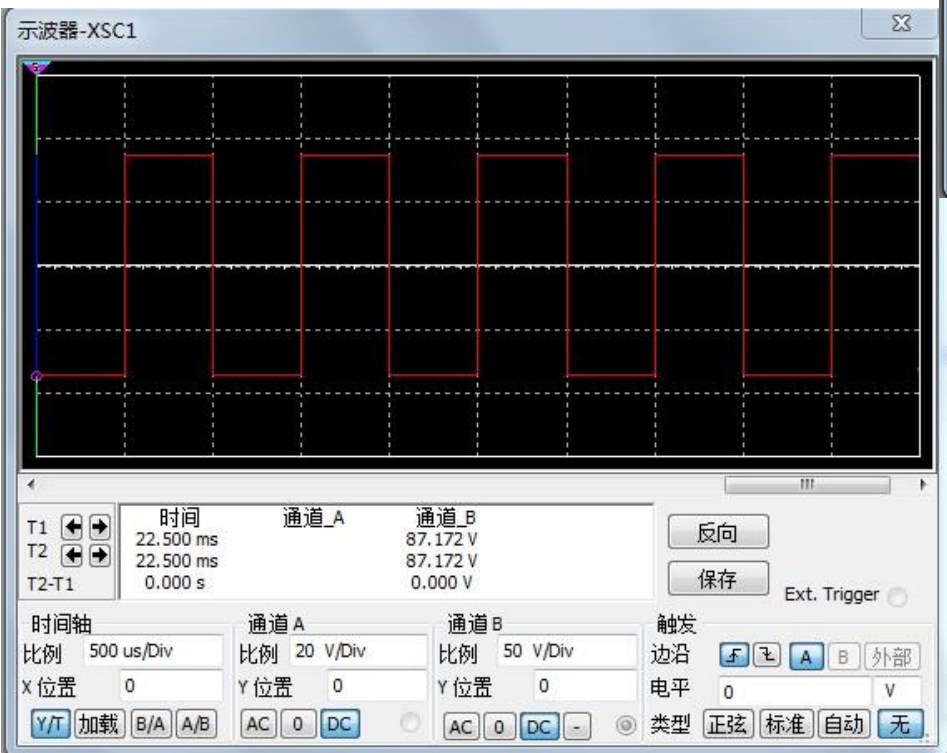 示波器-XSC1
时间 通道_A 通道_B
T1 22.500 ms 87.172 V
T2 22.500 ms 87.172 V
T2-T1 0.000 s 0.000 V
反向
保存
Ext. Trigger
时间轴
比例 500 us/Div
X 位置 0
Y/T 加载 B/A A/B
通道 A
比例 20 V/Div
Y 位置 0
AC 0 DC
通道 B
比例 50 V/Div
Y 位置 0
AC 0 DC -
触发
边沿 A B 外部
电平 0 V
类型 正弦 标准 自动 无